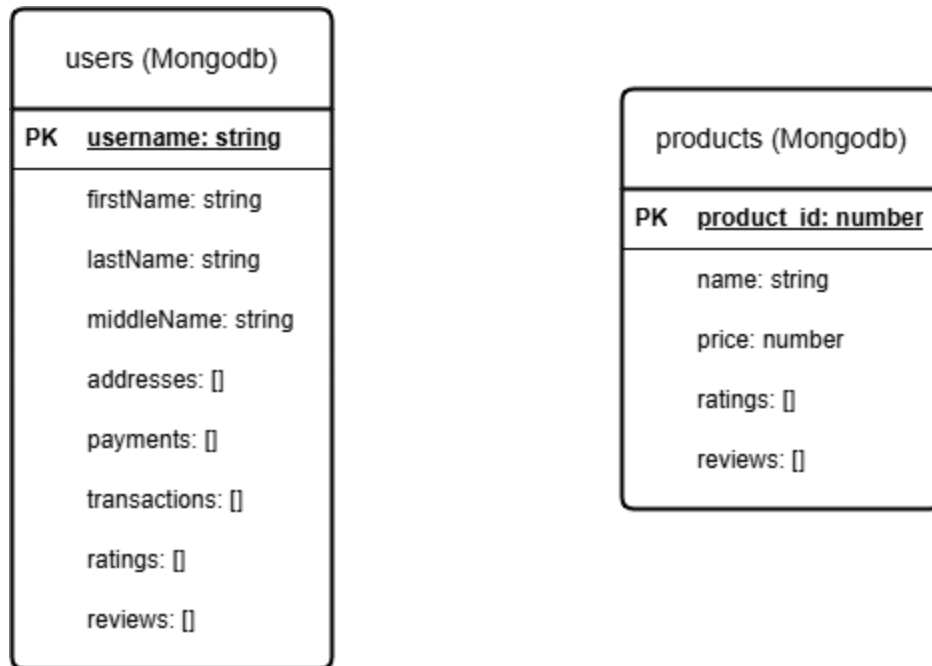 users (Mongodb)
PK username: string
firstName: string
lastName: string
middleName: string
addresses: []
payments: []
transactions: []
ratings: []
reviews: []
products (Mongodb)
PK product_id: number
name: string
price: number
ratings: []
reviews: []